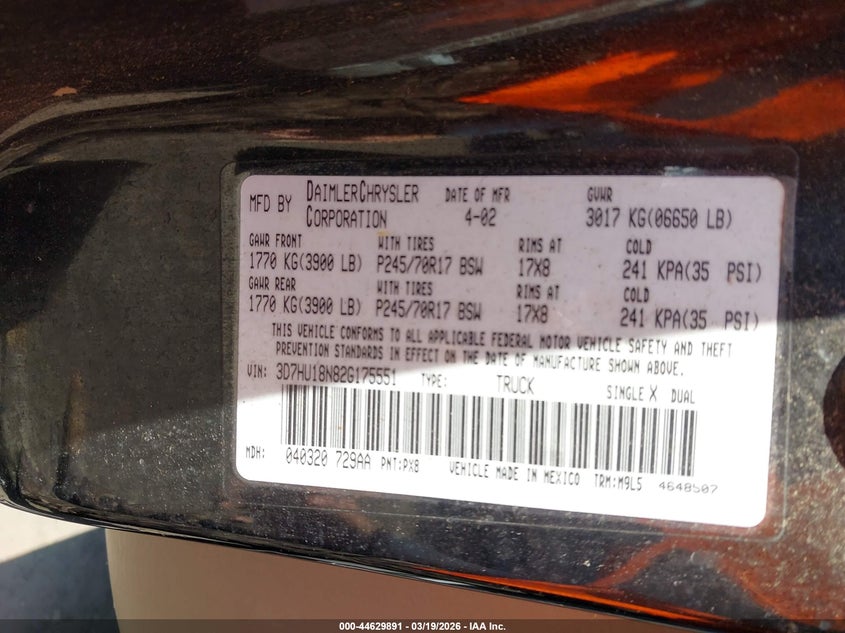 MFD BY DAIMLERCHRYSLER CORPORATION DATE OF MFR 4-02 GVWR 3017 KG(06650 LB)
GAWR FRONT WITH TIRES RIMS AT COLD
1770 KG(3900 LB) P245/70R17 BSW 17X8 241 KPA(35 PSI)
GAWR REAR WITH TIRES RIMS AT COLD
1770 KG(3900 LB) P245/70R17 BSW 17X8 241 KPA(35 PSI)
THIS VEHICLE CONFORMS TO ALL APPLICABLE FEDERAL MOTOR VEHICLE SAFETY AND THEFT
PREVENTION STANDARDS IN EFFECT ON THE DATE OF MANUFACTURE SHOWN ABOVE.
VIN: 3D7HU18N82G175551 TYPE: TRUCK SINGLE X DUAL
MDH: 040320 729AA PNT:PX8 VEHICLE MADE IN MEXICO TRM:M9L5 4648507
000-44629891 - 03/19/2026 - IAA Inc.